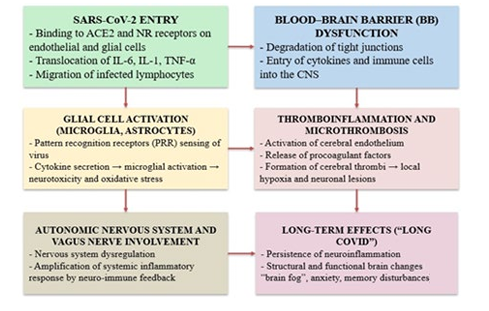 SARS-CoV-2 ENTRY
- Binding to ACE2 and NR receptors on
endothelial and glial cells
- Translocation of IL-6, IL-1, TNF-α
- Migration of infected lymphocytes
BLOOD–BRAIN BARRIER (BB)
DYSFUNCTION
- Degradation of tight junctions
- Entry of cytokines and immune cells
into the CNS
GLIAL CELL ACTIVATION
(MICROGLIA, ASTROCYTES)
- Pattern recognition receptors (PRR) sensing of
virus
- Cytokine secretion → microglial activation →
neurotoxicity and oxidative stress
THROMBOINFLAMMATION AND
MICROTHROMBOSIS
- Activation of cerebral endothelium
- Release of procoagulant factors
- Formation of cerebral thrombi → local
hypoxia and neuronal lesions
AUTONOMIC NERVOUS SYSTEM AND
VAGUS NERVE INVOLVEMENT
- Nervous system dysregulation
- Amplification of systemic inflammatory
response by neuro-immune feedback
LONG-TERM EFFECTS (“LONG
COVID”)
- Persistence of neuroinflammation
- Structural and functional brain changes
“brain fog”, anxiety, memory disturbances